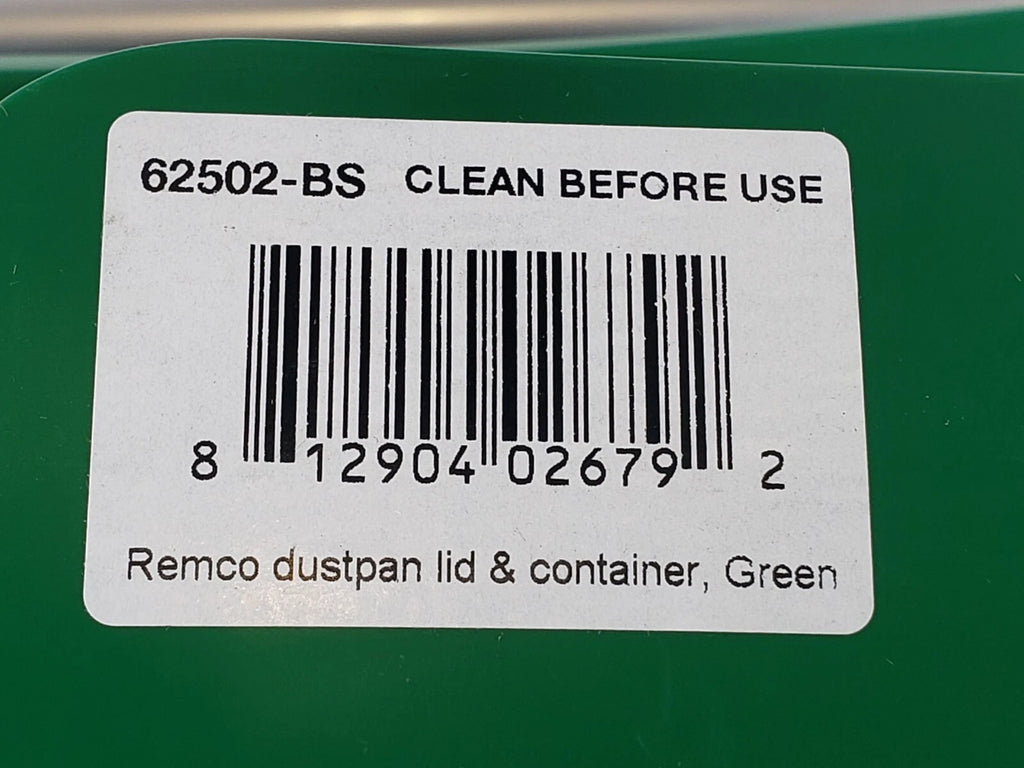 62502-BS CLEAN BEFORE USE
8 12904 02679 2
Remco dustpan lid & container, Green